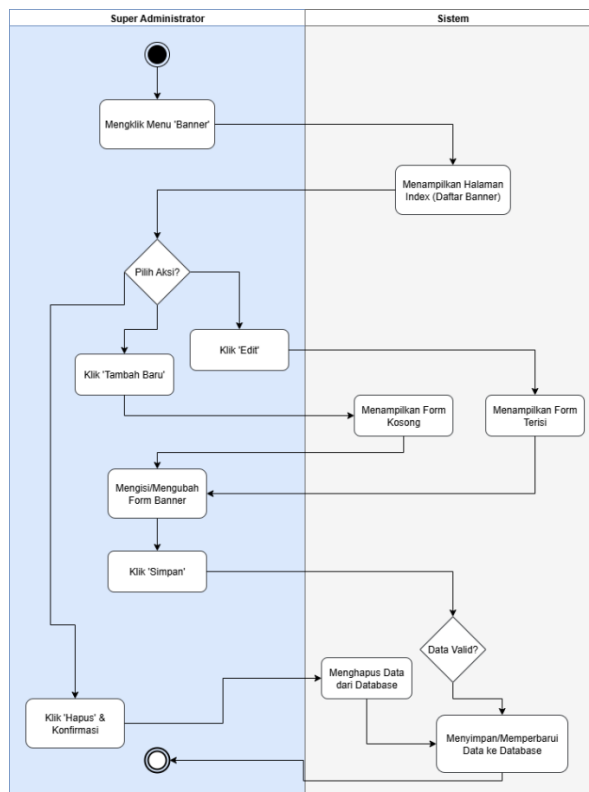 Super Administrator
Sistem
Mengklik Menu 'Banner'
Menampilkan Halaman
Index (Daftar Banner)
Pilih Aksi?
Klik 'Edit'
Klik 'Tambah Baru'
Menampilkan Form
Kosong
Menampilkan Form
Terisi
Mengisi/Mengubah
Form Banner
Klik 'Simpan'
Data Valid?
Menghapus Data
dari Database
Klik 'Hapus' &
Konfirmasi
Menyimpan/Memperbarui
Data ke Database